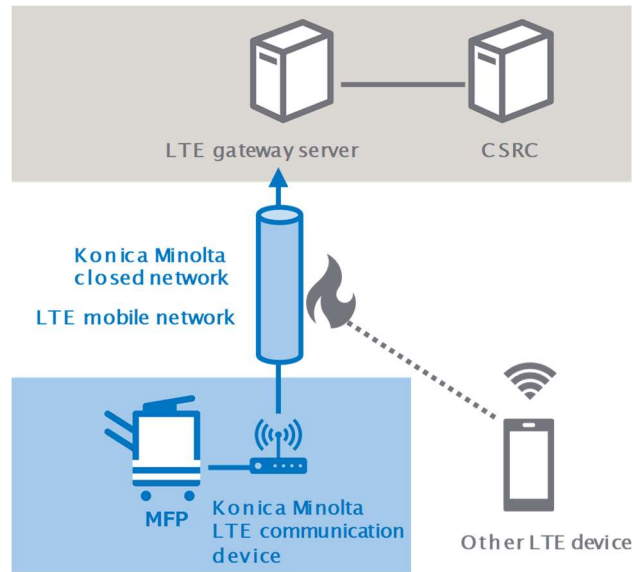 LTE gateway server
CSRC
Konica Minolta
closed network
LTE mobile network
MFP
Konica Minolta
LTE communication
device
Other LTE device